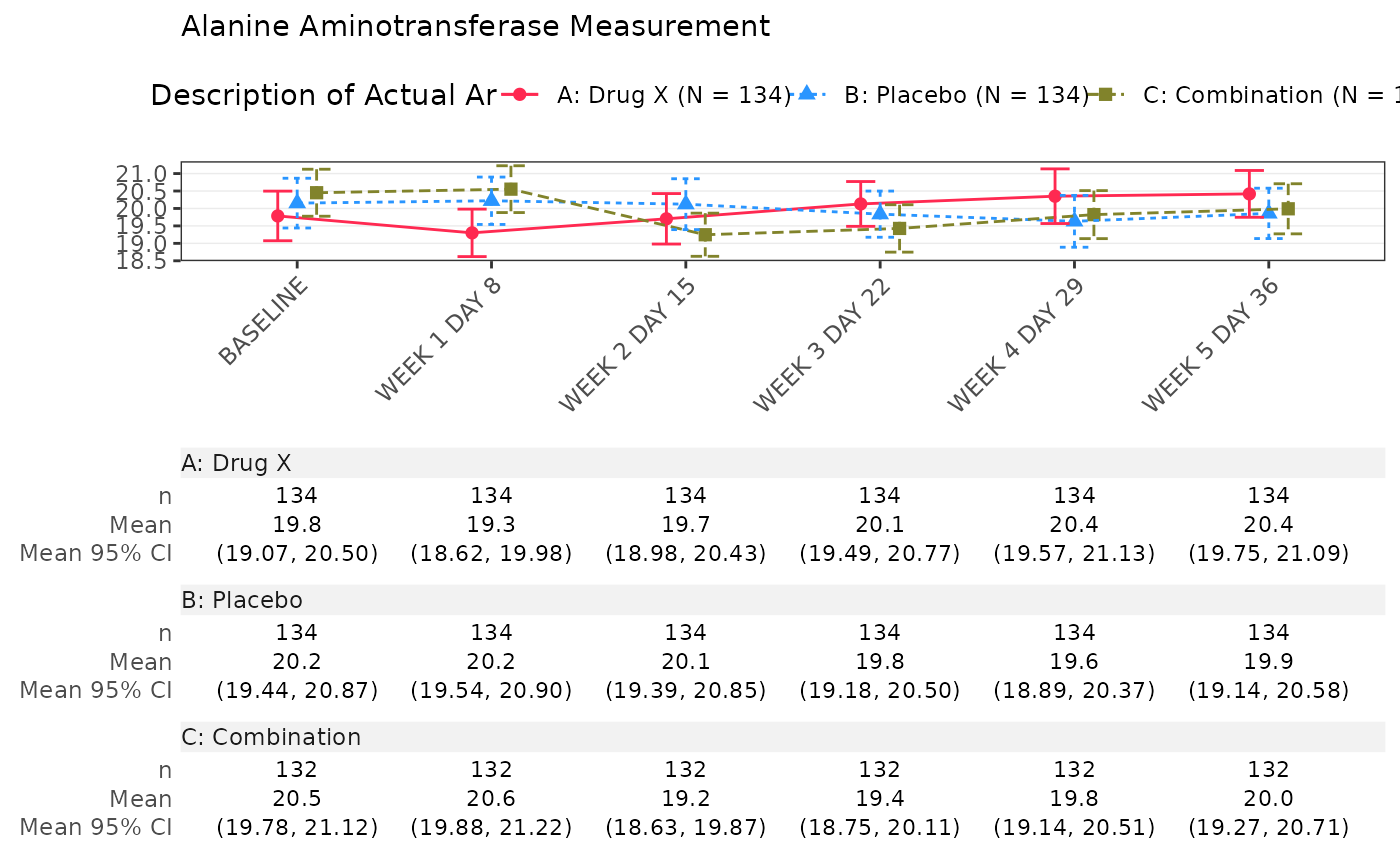 Alanine Aminotransferase Measurement
Description of Actual Ar A: Drug X (N = 134) B: Placebo (N = 134) C: Combination (N = 1
21.0
20.5
20.0
19.5
19.0
18.5
BASELINE WEEK 1 DAY 8 WEEK 2 DAY 15 WEEK 3 DAY 22 WEEK 4 DAY 29 WEEK 5 DAY 36
A: Drug X
n 134 134 134 134 134 134
Mean 19.8 19.3 19.7 20.1 20.4 20.4
Mean 95% CI (19.07, 20.50) (18.62, 19.98) (18.98, 20.43) (19.49, 20.77) (19.57, 21.13) (19.75, 21.09)
B: Placebo
n 134 134 134 134 134 134
Mean 20.2 20.2 20.1 19.8 19.6 19.9
Mean 95% CI (19.44, 20.87) (19.54, 20.90) (19.39, 20.85) (19.18, 20.50) (18.89, 20.37) (19.14, 20.58)
C: Combination
n 132 132 132 132 132 132
Mean 20.5 20.6 19.2 19.4 19.8 20.0
Mean 95% CI (19.78, 21.12) (19.88, 21.22) (18.63, 19.87) (18.75, 20.11) (19.14, 20.51) (19.27, 20.71)